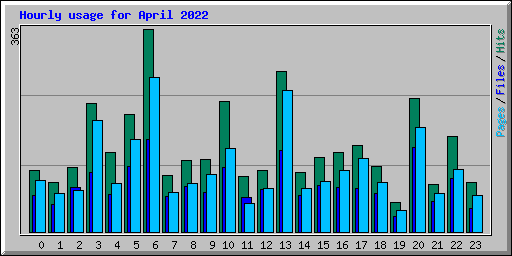 Hourly usage for April 2022
363
Pages/Files/Hits
0 1 2 3 4 5 6 7 8 9 10 11 12 13 14 15 16 17 18 19 20 21 22 23